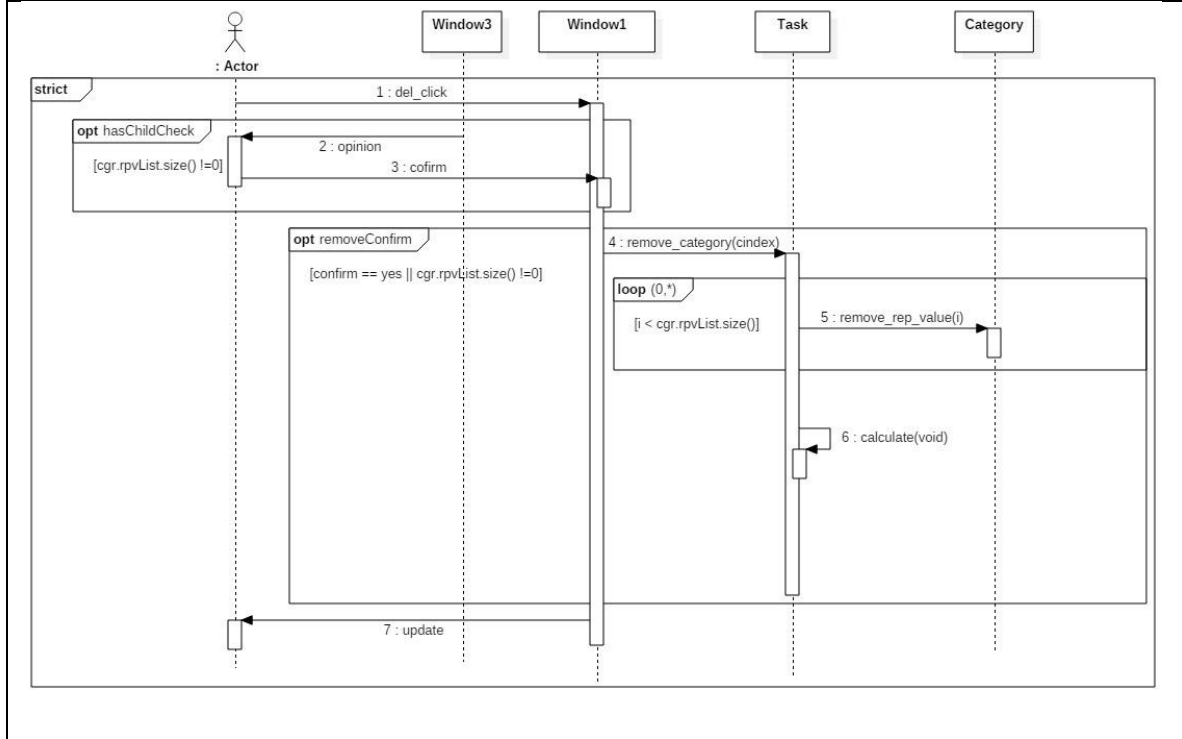 Window3
Window1
Task
Category
: Actor
strict
1 : del_click
opt hasChildCheck
2 : opinion
[cgr.rpvList.size() !=0]
3 : cofirm
opt removeConfirm
4 : remove_category(cindex)
[confirm == yes || cgr.rpvList.size() !=0]
loop (0,*)
[i < cgr.rpvList.size()]
5 : remove_rep_value(i)
6 : calculate(void)
7 : update